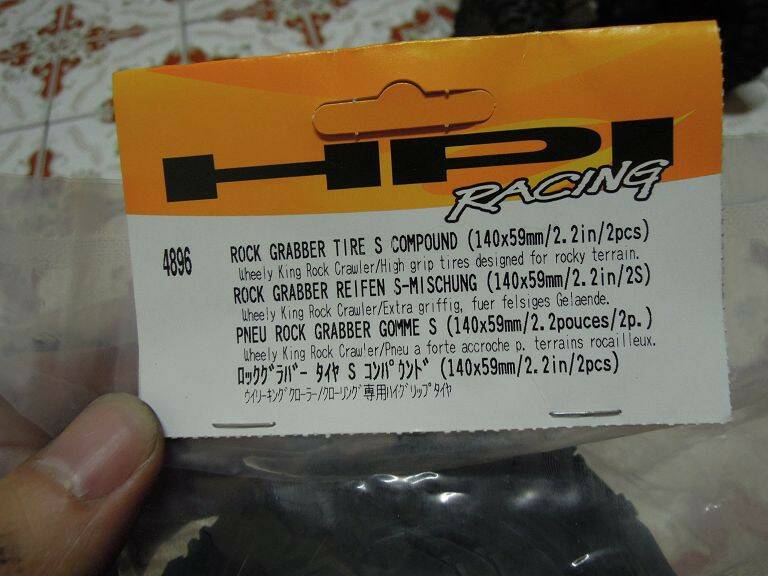 HPI
RACING
4896 ROCK GRABBER TIRE S COMPOUND (140x59mm/2.2in/2pcs)
Wheely King Rock Crawler/High grip tires designed for rocky terrain.
ROCK GRABBER REIFEN S-MISCHUNG (140x59mm/2.2in/2S)
Wheely King Rock Crawler/Extra griffig, fuer felsiges Gelaende.
PNEU ROCK GRABBER GOMME S (140x59mm/2.2pouces/2p.)
Wheely King Rock Crawler/Pneu a forte accroche p. terrains rocailleux.
ロックグラバー タイヤ S コンパウンド (140x59mm/2.2in/2pcs)
ウイリーキングクローラー/クローリング専用ハイグリップタイヤ